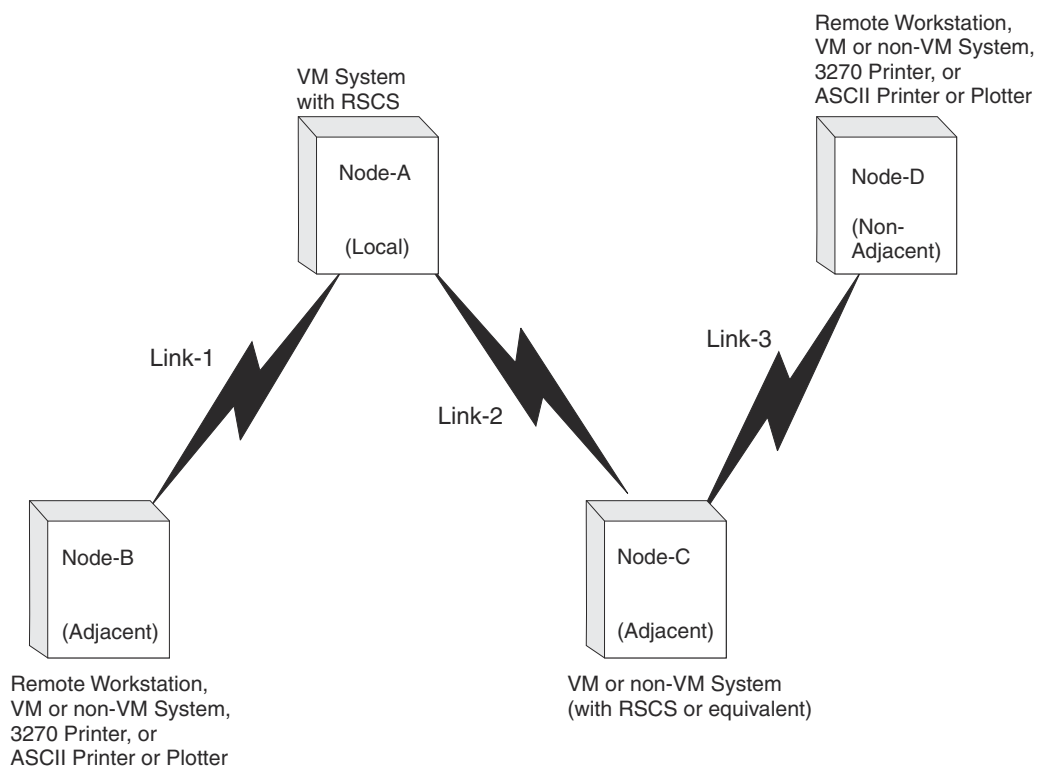 Remote Workstation,
VM or non-VM System,
3270 Printer, or
ASCII Printer or Plotter
VM System
with RSCS
Node-A
(Local)
Node-D
(Non-
Adjacent)
Link-1
Link-2
Link-3
Node-B
(Adjacent)
Node-C
(Adjacent)
Remote Workstation,
VM or non-VM System,
3270 Printer, or
ASCII Printer or Plotter
VM or non-VM System
(with RSCS or equivalent)